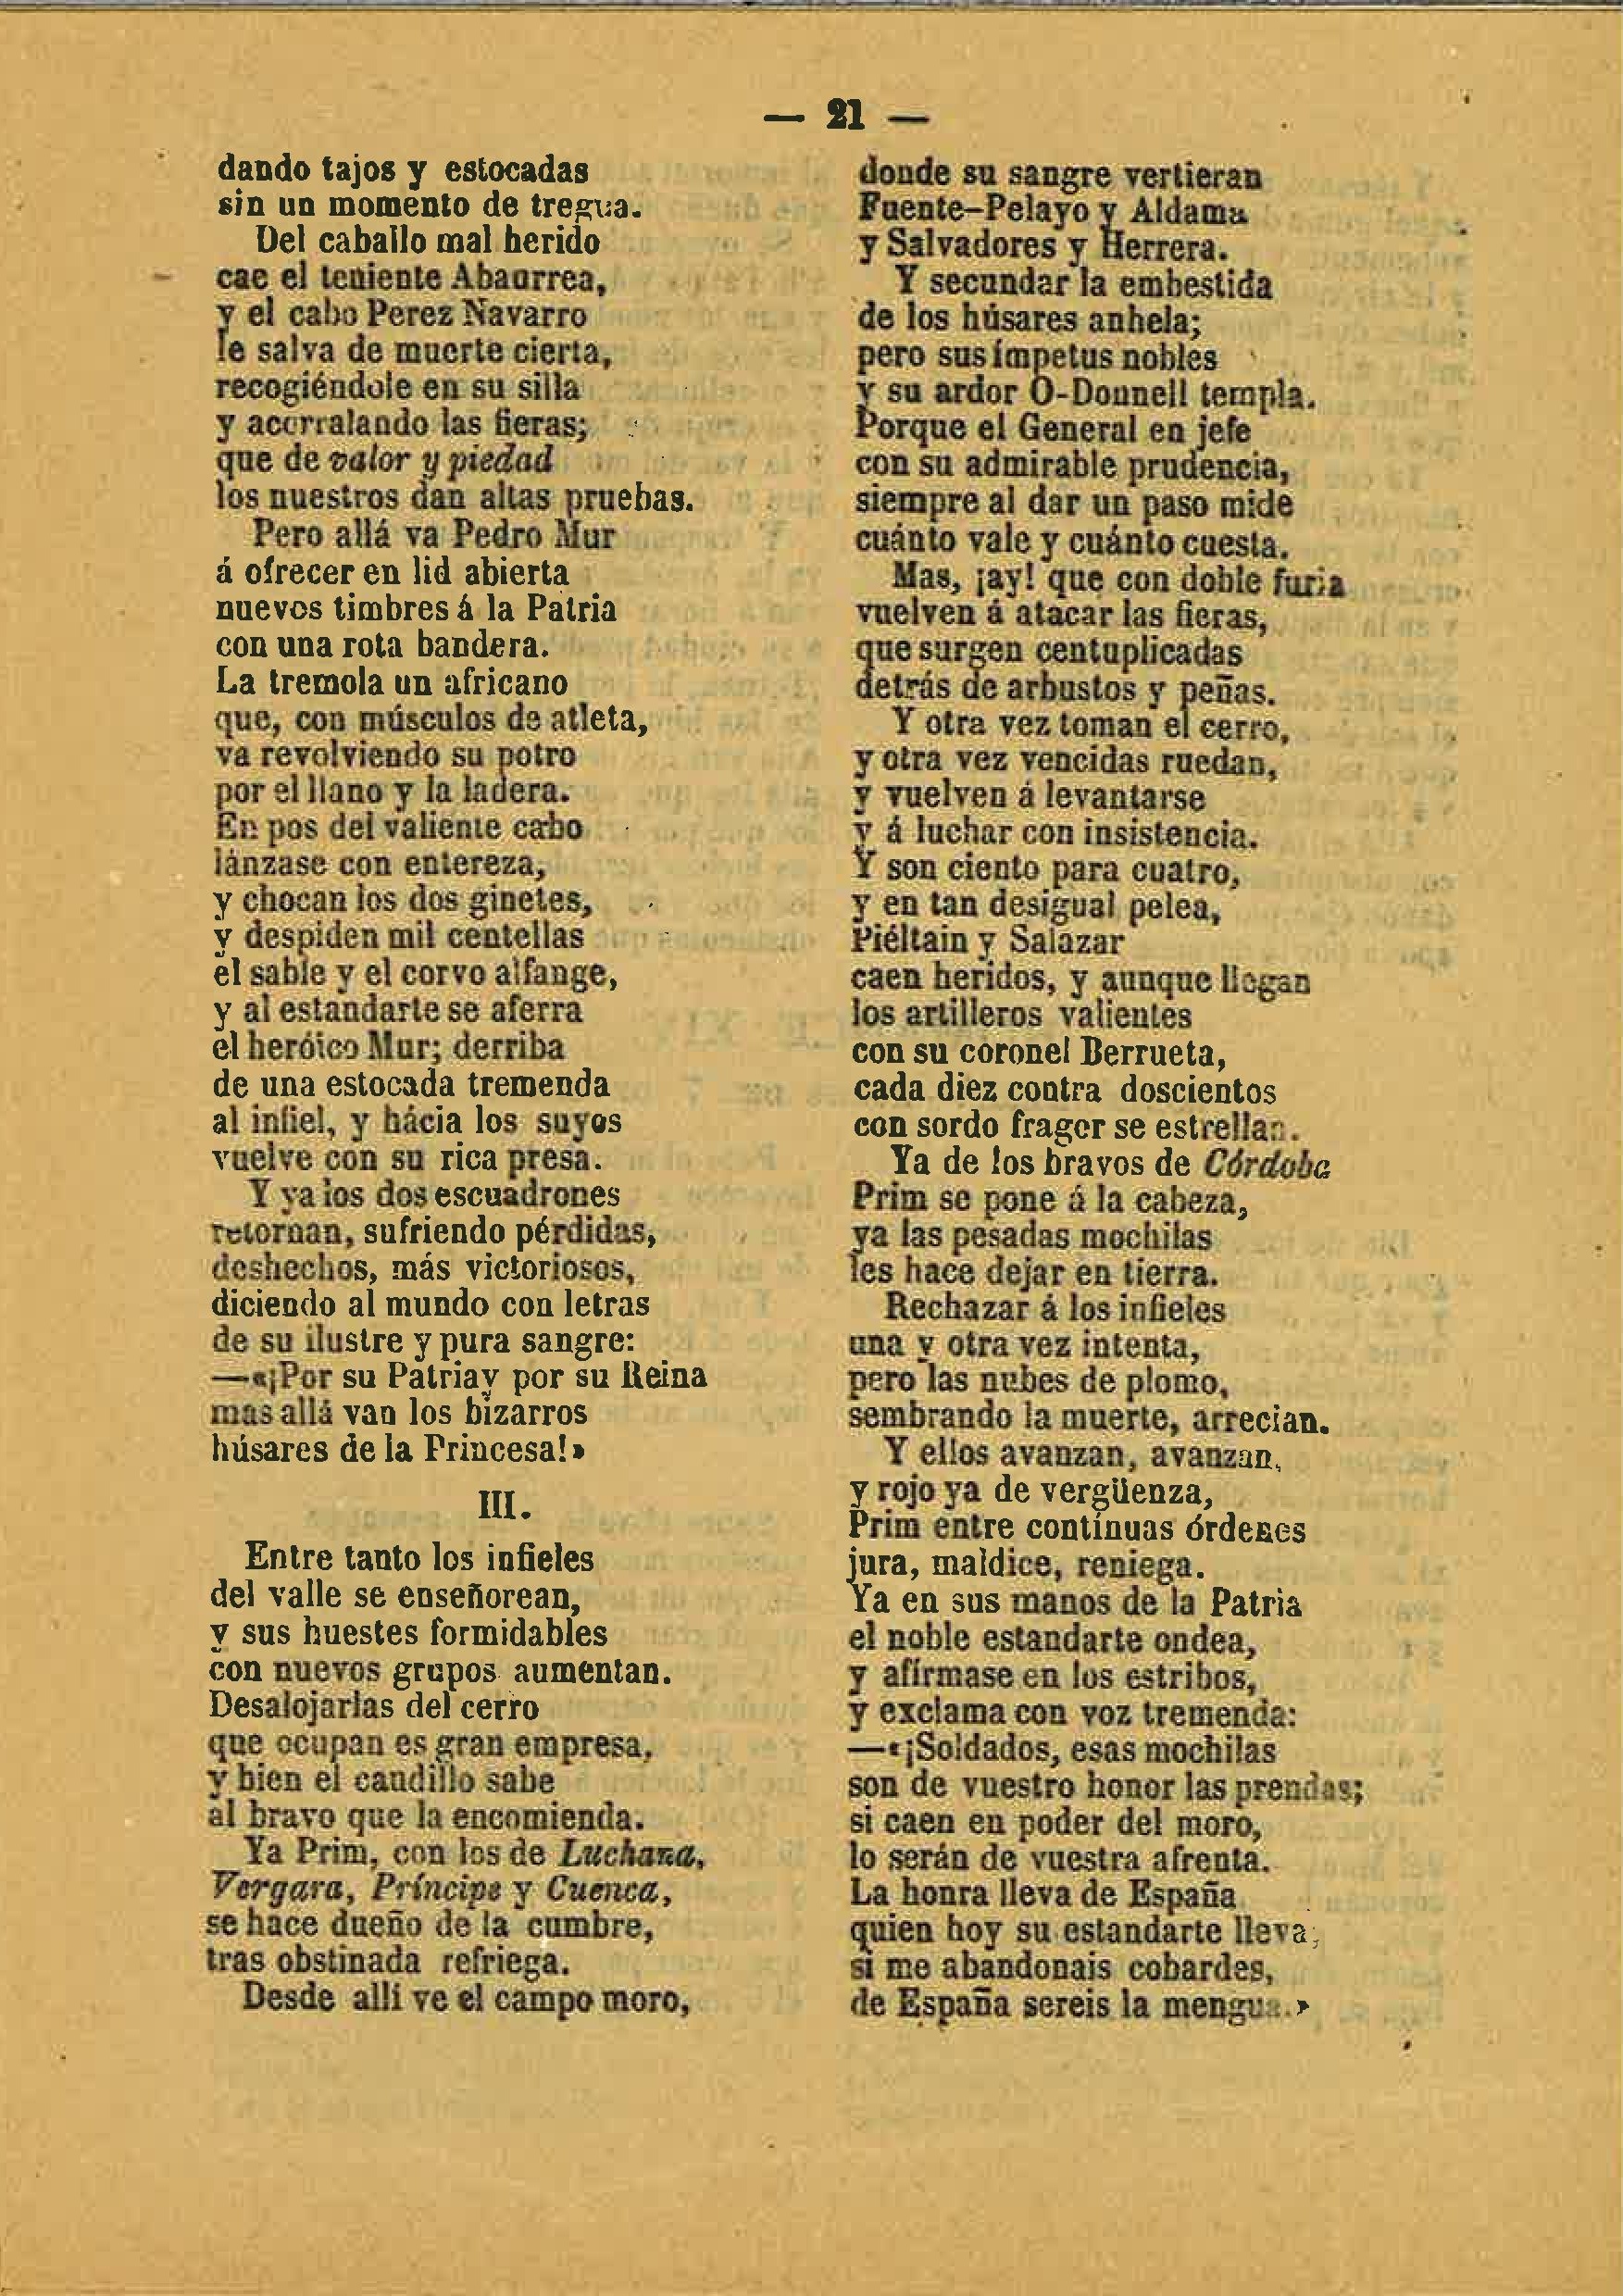 — 21 —
dando tajos y estocadas
sin un momento de tregua.
Del caballo mal herido
cae el teniente Abaurrea,
y el cabo Perez Navarro
le salva de muerte cierta,
recogiéndole en su silla
y acorralando las fieras;
que de valor y piedad
los nuestros dan altas pruebas.
Pero allá va Pedro Mur
á ofrecer en lid abierta
nuevos timbres á la Patria
con una rota bandera.
La tremola un africano
que, con músculos de atleta,
va revolviendo su potro
por el llano y la ladera.
En pos del valiente cabo
lánzase con entereza,
y chocan los dos ginetes,
y despiden mil centellas
el sable y el corvo alfange,
y al estandarte se aferra
el heróico Mur; derriba
de una estocada tremenda
al infiel, y hácia los suyos
vuelve con su rica presa.
Y ya los dos escuadrones
retornan, sufriendo pérdidas,
deshechos, más victoriosos,
diciendo al mundo con letras
de su ilustre y pura sangre:
—«¡Por su Patria y por su Reina
mas allá van los bizarros
húsares de la Princesa!»
III.
Entre tanto los infieles
del valle se enseñorean,
y sus huestes formidables
con nuevos grupos aumentan.
Desalojarlas del cerro
que ocupan es gran empresa,
y bien el caudillo sabe
al bravo que la encomienda.
Ya Prim, con los de Luchana,
Vergara, Príncipe y Cuenca,
se hace dueño de la cumbre,
tras obstinada refriega.
Desde allí ve el campo moro,
donde su sangre vertieran
Fuente-Pelayo y Aldama
y Salvadores y Herrera.
Y secundar la embestida
de los húsares anhela;
pero sus ímpetus nobles
y su ardor O-Donnell templa.
Porque el General en jefe
con su admirable prudencia,
siempre al dar un paso mide
cuánto vale y cuánto cuesta.
Mas, ¡ay! que con doble furia
vuelven á atacar las fieras,
que surgen centuplicadas
detrás de arbustos y peñas.
Y otra vez toman el cerro,
y otra vez vencidas ruedan,
y vuelven á levantarse
y á luchar con insistencia.
Y son ciento para cuatro,
y en tan desigual pelea,
Piéltain y Salazar
caen heridos, y aunque llegan
los artilleros valientes
con su coronel Berrueta,
cada diez contra doscientos
con sordo fragor se estrellan.
Ya de los bravos de Córdoba
Prim se pone á la cabeza,
ya las pesadas mochilas
les hace dejar en tierra.
Rechazar á los infieles
una y otra vez intenta,
pero las nubes de plomo,
sembrando la muerte, arrecian.
Y ellos avanzan, avanzan,
y rojo ya de vergüenza,
Prim entre contínuas órdenes
jura, maldice, reniega.
Ya en sus manos de la Patria
el noble estandarte ondea,
y afírmase en los estribos,
y exclama con voz tremenda:
—«¡Soldados, esas mochilas
son de vuestro honor las prendas;
si caen en poder del moro,
lo serán de vuestra afrenta.
La honra lleva de España
quien hoy su estandarte lleva;
si me abandonais cobardes,
de España sereis la mengua.»